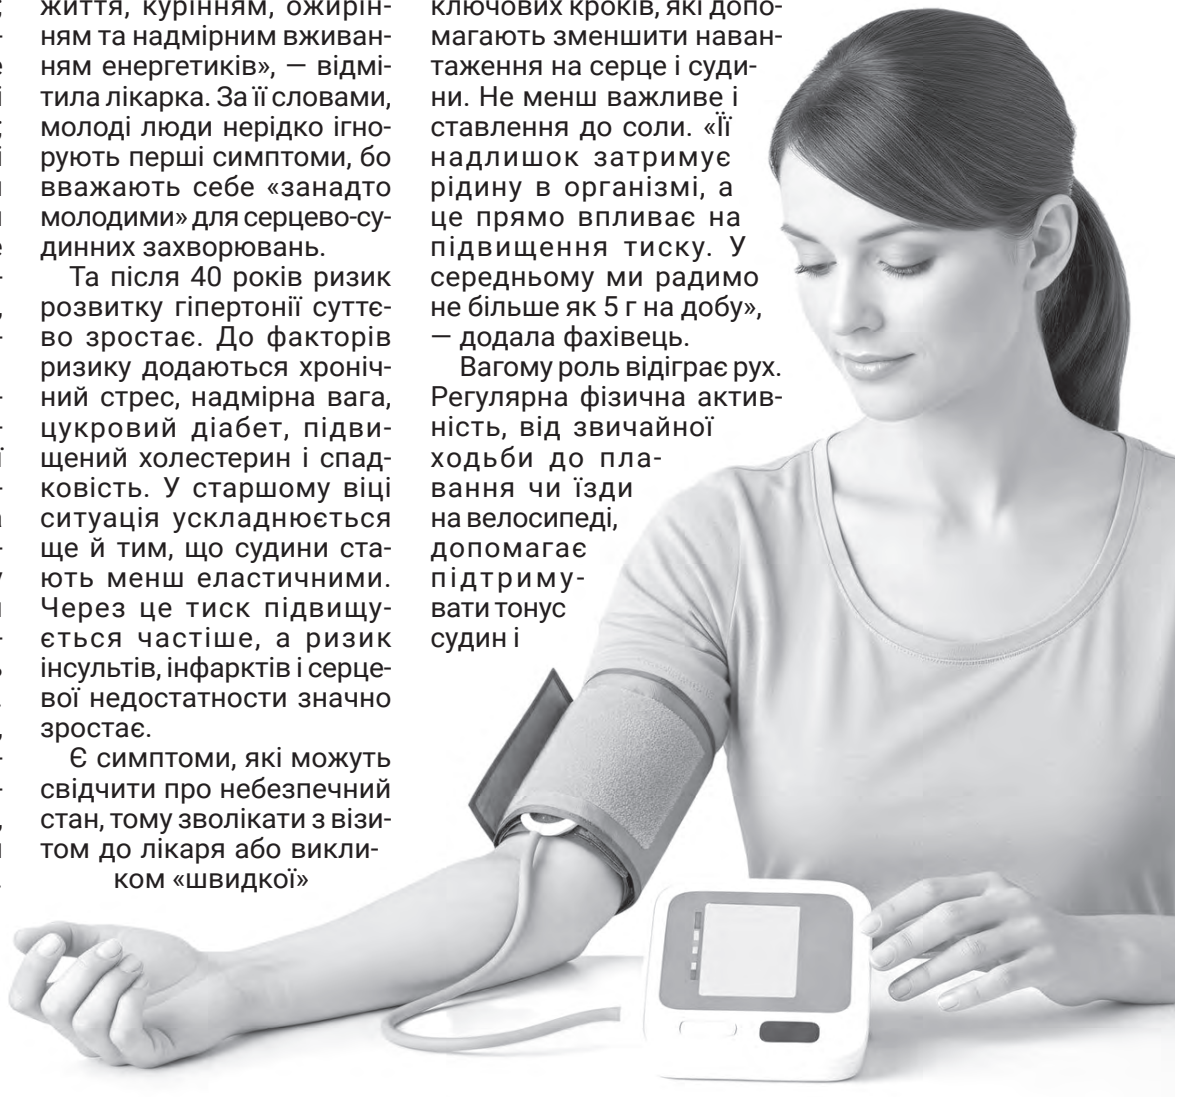 життя, курінням, ожирін-
ням та надмірним вживан-
ням енергетиків», — відмі-
тила лікарка. За її словами,
молоді люди нерідко ігно-
рують перші симптоми, бо
вважають себе «занадто
молодими» для серцево-су-
динних захворювань.
Та після 40 років ризик
розвитку гіпертонії суттє-
во зростає. До факторів
ризику додаються хроніч-
ний стрес, надмірна вага,
цукровий діабет, підви-
щений холестерин і спад-
ковість. У старшому віці
ситуація ускладнюється
ще й тим, що судини ста-
ють менш еластичними.
Через це тиск підвищу-
ється частіше, а ризик
інсультів, інфарктів і серце-
вої недостатности значно
зростає.
Є симптоми, які можуть
свідчити про небезпечний
стан, тому зволікати з візи-
том до лікаря або викли-
ком «швидкої»
ключових кроків, які допо-
магають зменшити наван-
таження на серце і суди-
ни. Не менш важливе і
ставлення до соли. «Її
надлишок затримує
рідину в організмі, а
це прямо впливає на
підвищення тиску. У
середньому ми радимо
не більше як 5 г на добу»,
— додала фахівець.
Вагому роль відіграє рух.
Регулярна фізична актив-
ність, від звичайної
ходьби до пла-
вання чи їзди
на велосипеді,
допомагає
підтриму-
вати тонус
судин і